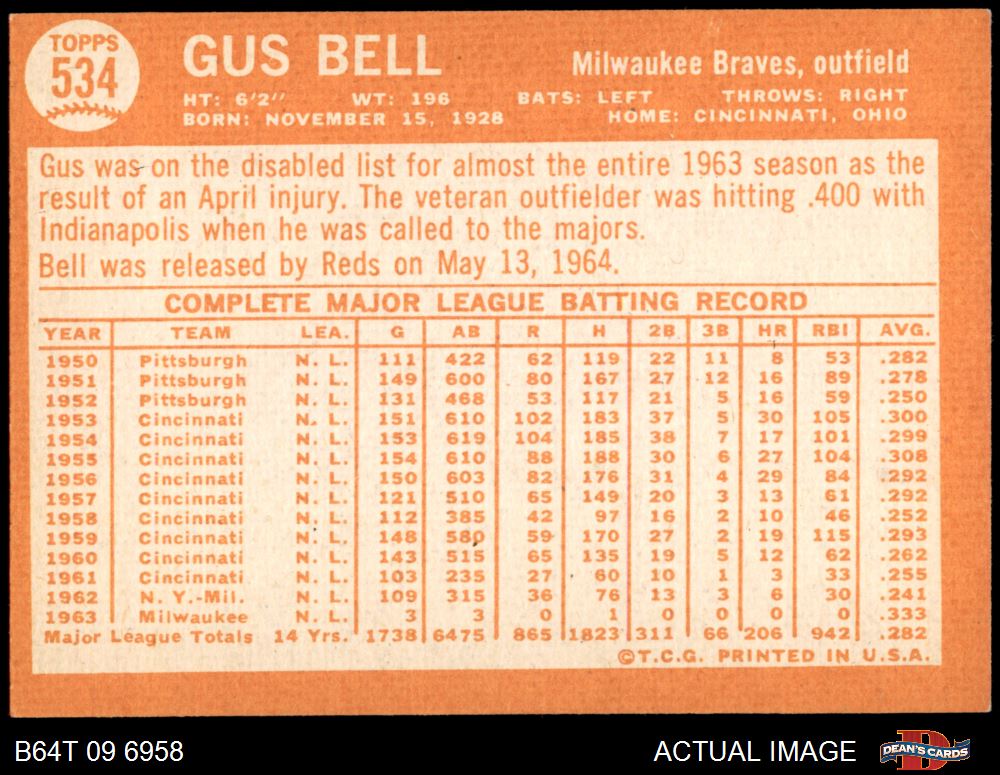 TOPPS
534
GUS BELL
Milwaukee Braves, outfield
HT: 6'2" WT: 196 BATS: LEFT THROWS: RIGHT
BORN: NOVEMBER 15, 1928 HOME: CINCINNATI, OHIO
Gus was on the disabled list for almost the entire 1963 season as the
result of an April injury. The veteran outfielder was hitting .400 with
Indianapolis when he was called to the majors.
Bell was released by Reds on May 13, 1964.
COMPLETE MAJOR LEAGUE BATTING RECORD
YEAR TEAM LEA. G AB R H 2B 3B HR RBI AVG.
1950 Pittsburgh N. L. 111 422 62 119 22 11 8 53 .282
1951 Pittsburgh N. L. 149 600 80 167 27 12 16 89 .278
1952 Pittsburgh N. L. 131 468 53 117 21 5 16 59 .250
1953 Cincinnati N. L. 151 610 102 183 37 5 30 105 .300
1954 Cincinnati N. L. 153 619 104 185 38 7 17 101 .299
1955 Cincinnati N. L. 154 610 88 188 30 6 27 104 .308
1956 Cincinnati N. L. 150 603 82 176 31 4 29 84 .292
1957 Cincinnati N. L. 121 510 65 149 20 3 13 61 .292
1958 Cincinnati N. L. 112 385 42 97 16 2 10 46 .252
1959 Cincinnati N. L. 148 580 59 170 27 2 19 115 .293
1960 Cincinnati N. L. 143 515 65 135 19 5 12 62 .262
1961 Cincinnati N. L. 103 235 27 60 10 1 3 33 .255
1962 N. Y.-Mil. N. L. 109 315 36 76 13 3 6 30 .241
1963 Milwaukee N. L. 3 3 0 1 0 0 0 0 .333
Major League Totals 14 Yrs. 1738 6475 865 1823 311 66 206 942 .282
©T.C.G. PRINTED IN U.S.A.
B64T 09 6958 ACTUAL IMAGE
D
DEAN'S CARDS